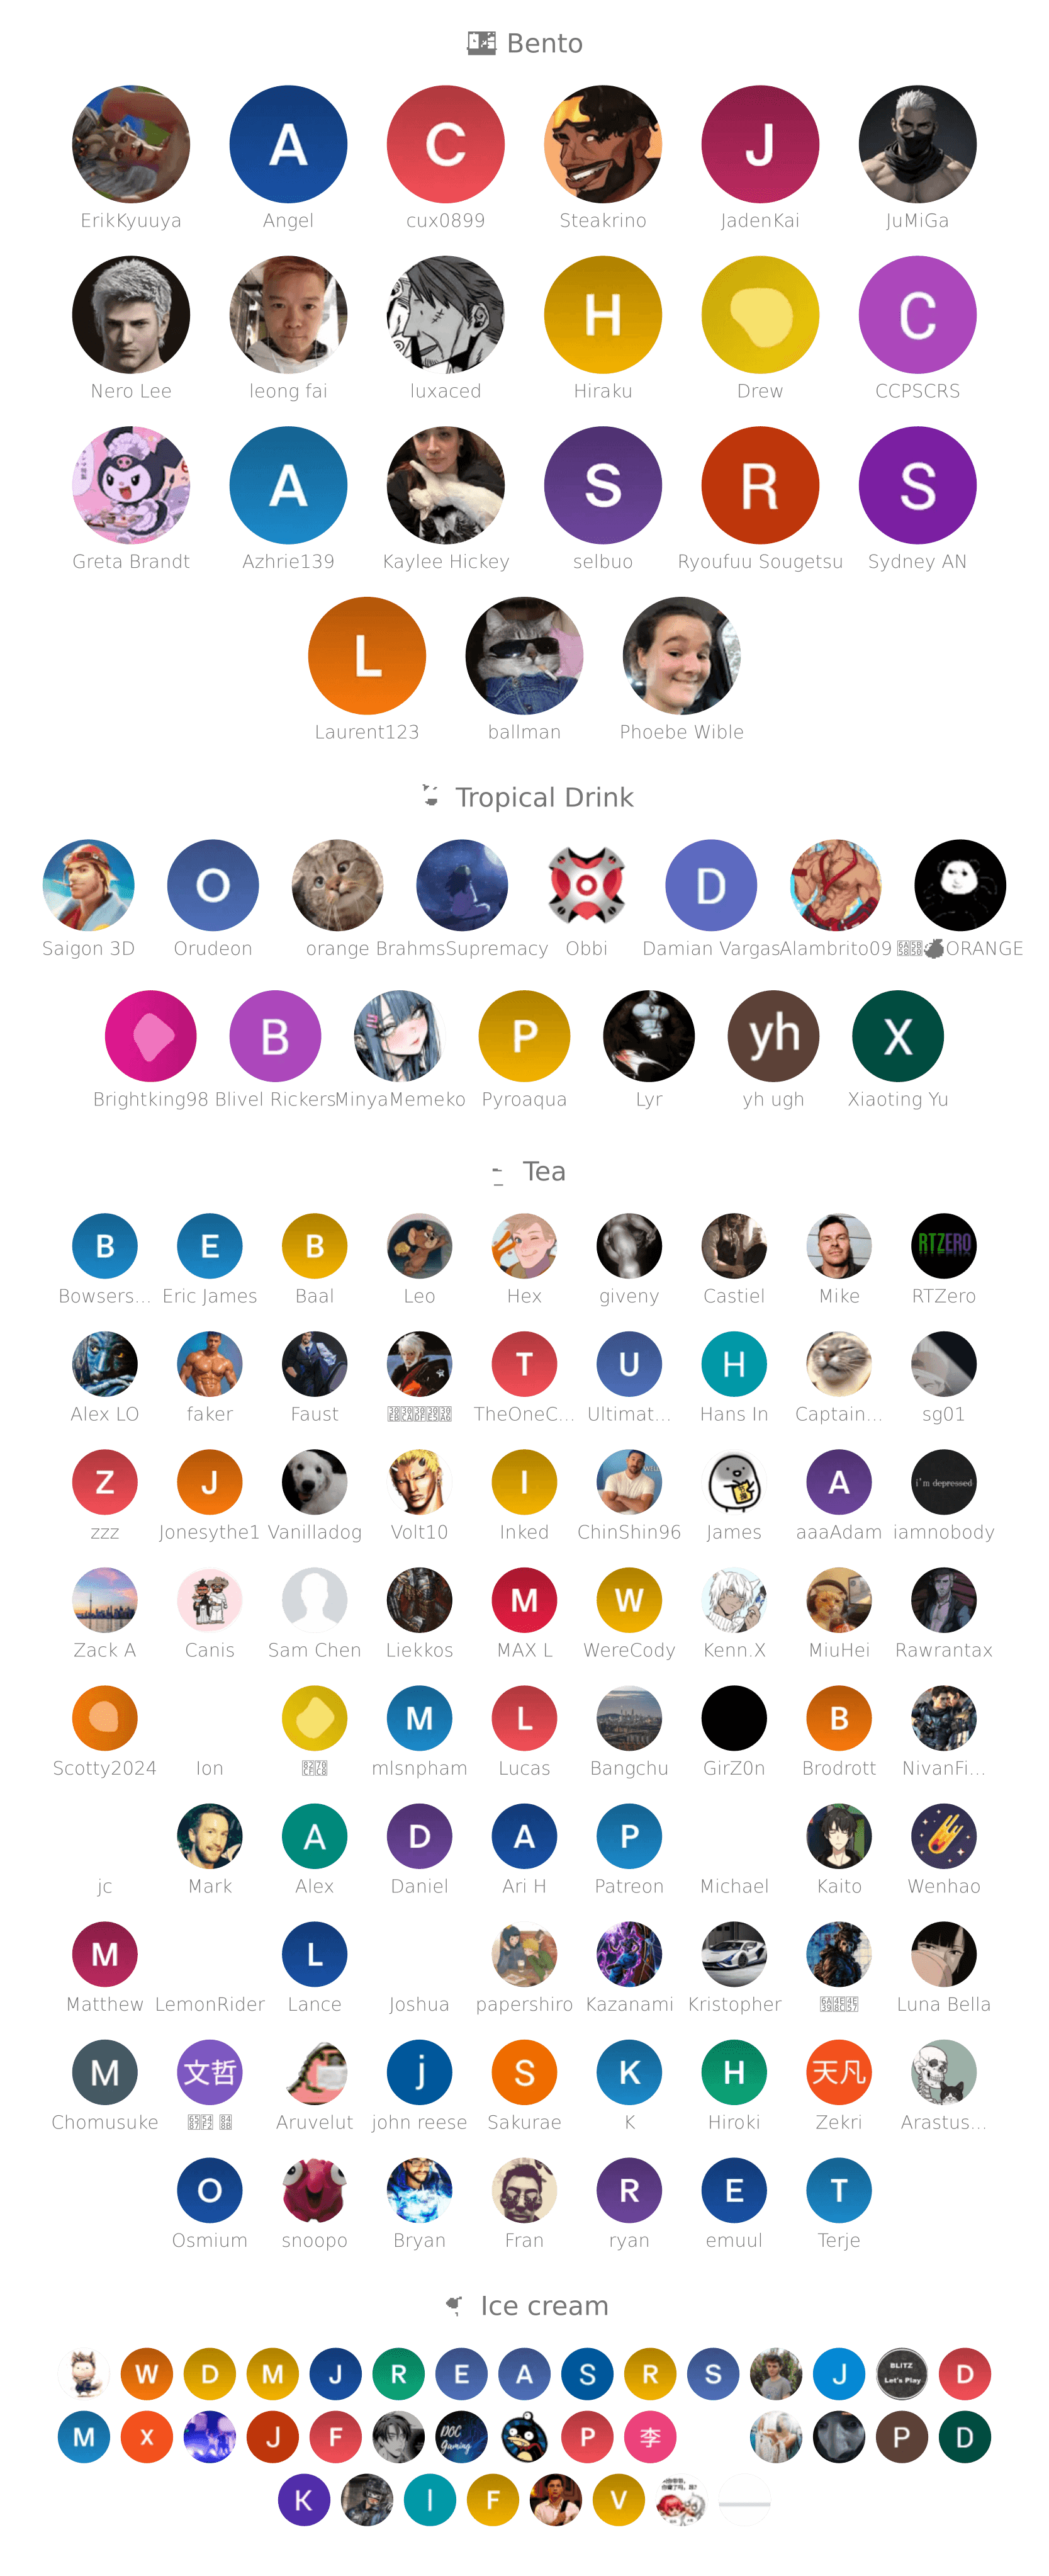 Bento
A C J
ErikKyuuya Angel cux0899 Steakrino JadenKai JuMiGa
H C
Nero Lee leong fai luxaced Hiraku Drew CCPSCRS
A S R S
Greta Brandt Azhrie139 Kaylee Hickey selbuo Ryoufuu Sougetsu Sydney AN
L
Laurent123 ballman Phoebe Wible
Tropical Drink
O D
Saigon 3D Orudeon orange BrahmsSupremacy Obbi Damian Vargas Alambrito09 ORANGE
B P yh X
Brightking98 Blivel Rickers MinyaMemeko Pyroaqua Lyr yh ugh Xiaoting Yu
Tea
B E B RTZERO
Bowsers... Eric James Baal Leo Hex giveny Castiel Mike RTZero
T U H
Alex LO faker Faust TheOneC... Ultimat... Hans In Captain... sg01
Z J I A i'm depressed
zzz Jonesythe1 Vanilladog Volt10 Inked ChinShin96 James aaaAdam iamnobody
M W
Zack A Canis Sam Chen Liekkos MAX L WereCody Kenn.X MiuHei Rawrantax
M L B
Scotty2024 Ion mlsnpham Lucas Bangchu GirZ0n Brodrott NivanFi...
A D A P
jc Mark Alex Daniel Ari H Patreon Michael Kaito Wenhao
M L
Matthew LemonRider Lance Joshua papershiro Kazanami Kristopher Luna Bella
M 文哲 j S K H 天凡
Chomusuke Aruvelut john reese Sakurae K Hiroki Zekri Arastus...
O R E T
Osmium snoopo Bryan Fran ryan emuul Terje
Ice cream
W D M J R E A S R S J BLITZ Let's Play D
M X J F DOC Gaming P 李 P D
K I F V